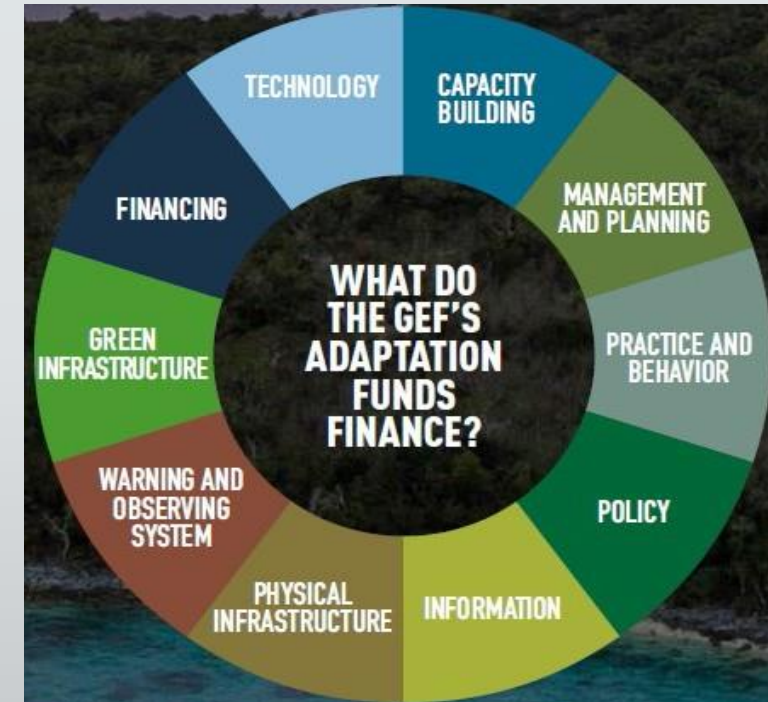 WHAT DO
THE GEF'S
ADAPTATION
FUNDS
FINANCE?
TECHNOLOGY
CAPACITY
BUILDING
MANAGEMENT
AND PLANNING
PRACTICE AND
BEHAVIOR
POLICY
INFORMATION
PHYSICAL
INFRASTRUCTURE
WARNING AND
OBSERVING
SYSTEM
GREEN
INFRASTRUCTURE
FINANCING